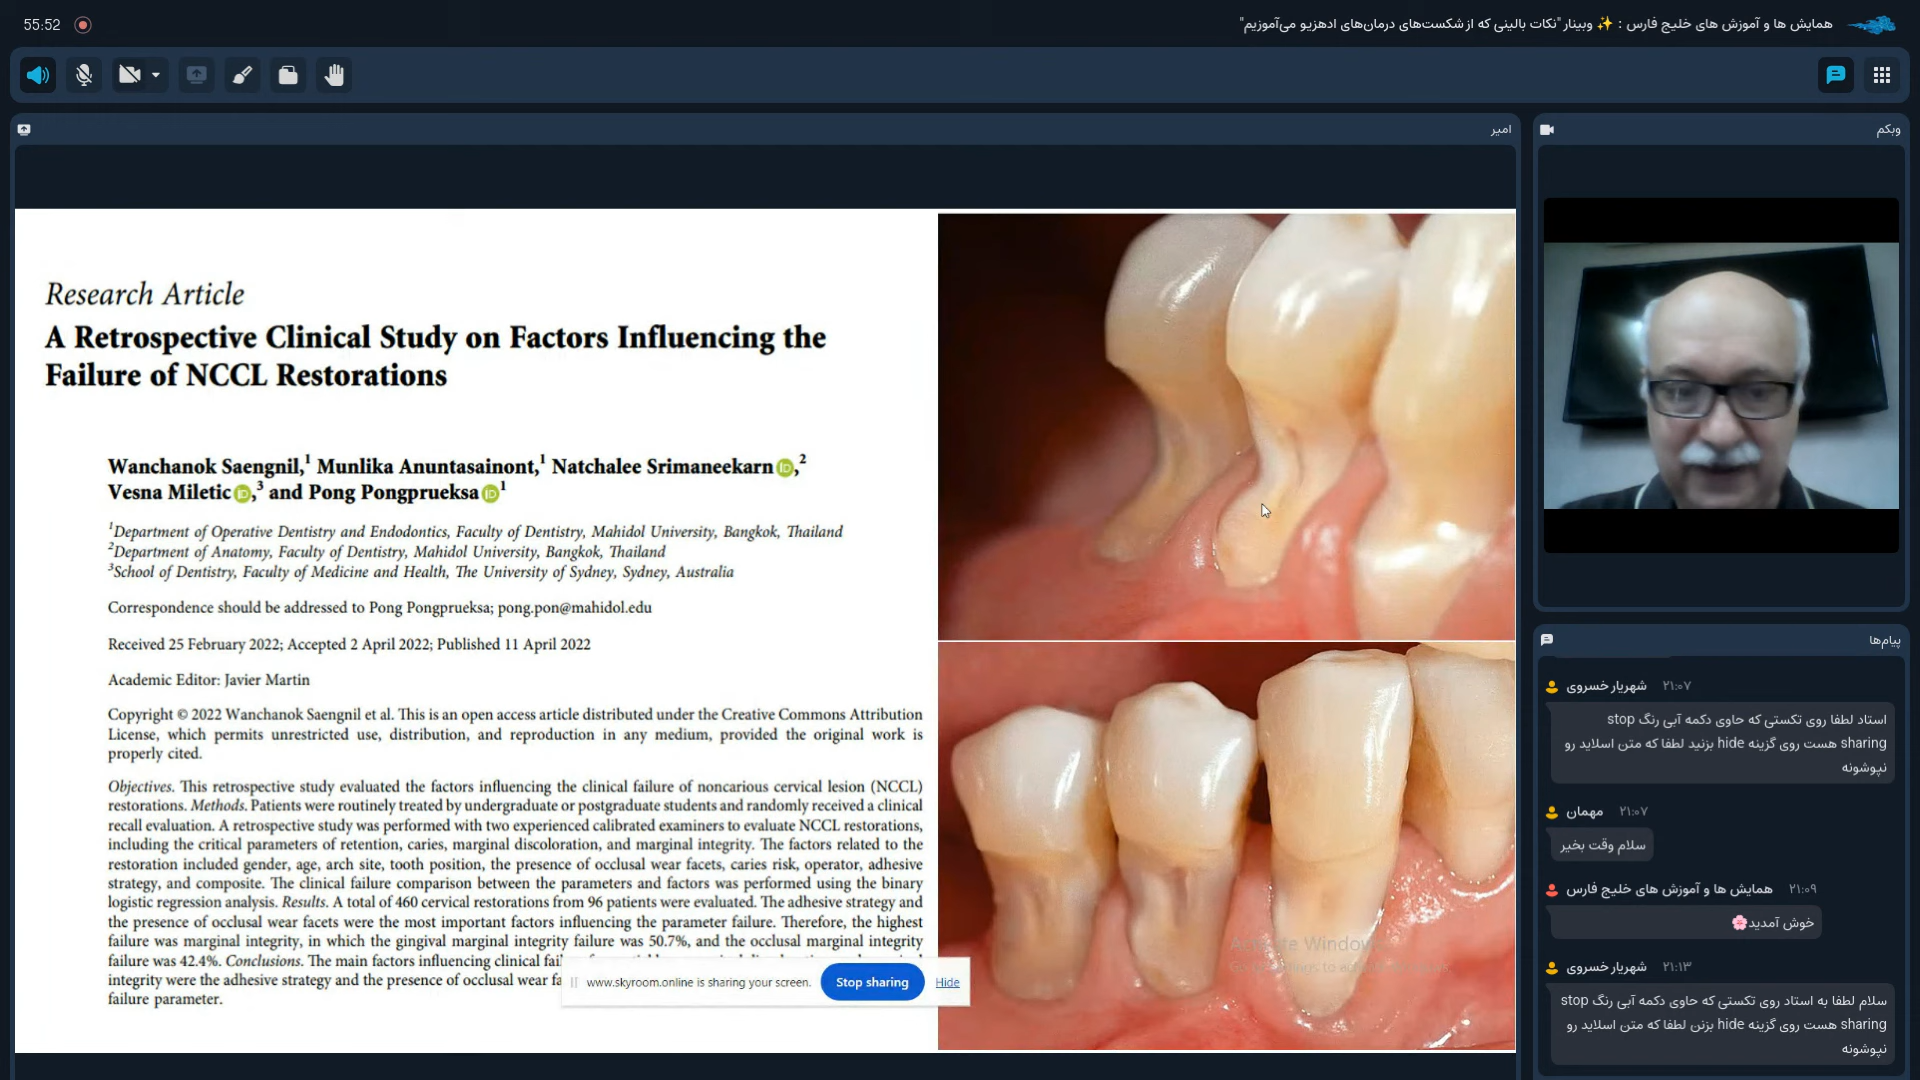 55:52
همایش ها و آموزش های خلیج فارس : ✨ وبینار "نکات بالینی که از شکست‌های درمان‌های ادهزیو می‌آموزیم"
امیر
وبکم
Research Article
A Retrospective Clinical Study on Factors Influencing the
Failure of NCCL Restorations
Wanchanok Saengnil,1 Munlika Anuntasainont,1 Natchalee Srimaneekarn iD,2
Vesna Miletic iD,3 and Pong Pongprueksa iD1
1Department of Operative Dentistry and Endodontics, Faculty of Dentistry, Mahidol University, Bangkok, Thailand
2Department of Anatomy, Faculty of Dentistry, Mahidol University, Bangkok, Thailand
3School of Dentistry, Faculty of Medicine and Health, The University of Sydney, Sydney, Australia
Correspondence should be addressed to Pong Pongprueksa; pong.pon@mahidol.edu
Received 25 February 2022; Accepted 2 April 2022; Published 11 April 2022
Academic Editor: Javier Martin
Copyright © 2022 Wanchanok Saengnil et al. This is an open access article distributed under the Creative Commons Attribution
License, which permits unrestricted use, distribution, and reproduction in any medium, provided the original work is
properly cited.
Objectives. This retrospective study evaluated the factors influencing the clinical failure of noncarious cervical lesion (NCCL)
restorations. Methods. Patients were routinely treated by undergraduate or postgraduate students and randomly received a clinical
recall evaluation. A retrospective study was performed with two experienced calibrated examiners to evaluate NCCL restorations,
including the critical parameters of retention, caries, marginal discoloration, and marginal integrity. The factors related to the
restoration included gender, age, arch site, tooth position, the presence of occlusal wear facets, caries risk, operator, adhesive
strategy, and composite. The clinical failure comparison between the parameters and factors was performed using the binary
logistic regression analysis. Results. A total of 460 cervical restorations from 96 patients were evaluated. The adhesive strategy and
the presence of occlusal wear facets were the most important factors influencing the parameter failure. Therefore, the highest
failure was marginal integrity, in which the gingival marginal integrity failure was 50.7%, and the occlusal marginal integrity
failure was 42.4%. Conclusions. The main factors influencing clinical
integrity were the adhesive strategy and the presence of occlusal wear
failure parameter.
www.skyroom.online is sharing your screen.
Stop sharing
Hide
پیام‌ها
شهریار خسروی ۲۱:۰۷
استاد لطفا روی تکستی که حاوی دکمه آبی رنگ stop
sharing هست روی گزینه hide بزنید لطفا که متن اسلاید رو
نپوشونه
مهمان ۲۱:۰۷
سلام وقت بخیر
همایش ها و آموزش های خلیج فارس ۲۱:۰۹
خوش آمدید🌸
شهریار خسروی ۲۱:۱۳
سلام لطفا به استاد روی تکستی که حاوی دکمه آبی رنگ stop
sharing هست روی گزینه hide بزنن لطفا که متن اسلاید رو
نپوشونه